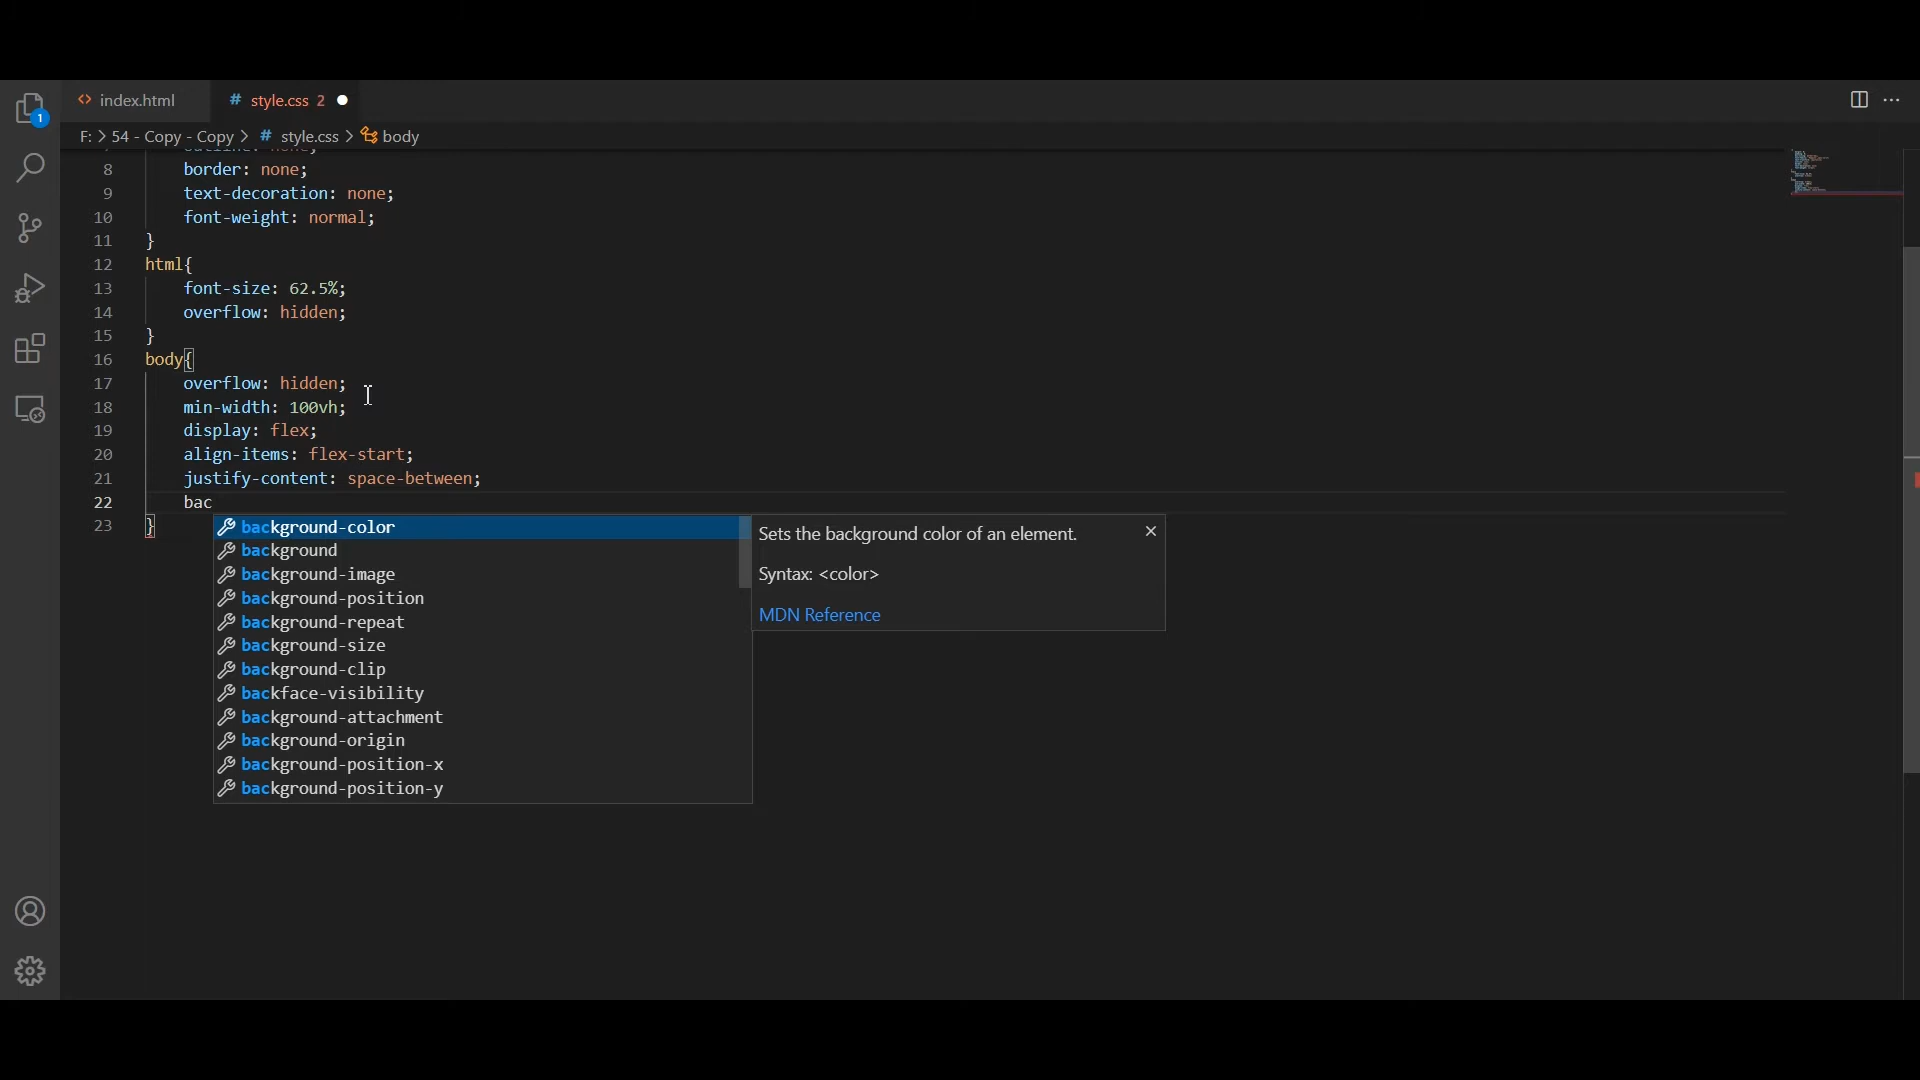 index.html
# style.css 2
1
F: > 54 - Copy - Copy > # style.css > body
8 border: none;
9 text-decoration: none;
10 font-weight: normal;
11 }
12 html{
13 font-size: 62.5%;
14 overflow: hidden;
15 }
16 body{
17 overflow: hidden;
18 min-width: 100vh;
19 display: flex;
20 align-items: flex-start;
21 justify-content: space-between;
22 bac
23 }
background-color
background
background-image
background-position
background-repeat
background-size
background-clip
backface-visibility
background-attachment
background-origin
background-position-x
background-position-y
Sets the background color of an element.
Syntax: <color>
MDN Reference